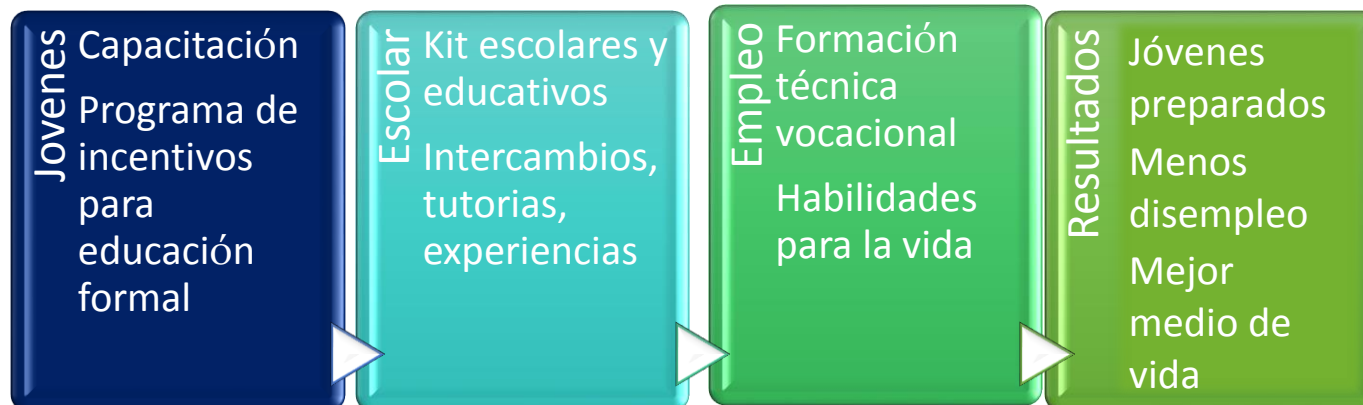 Jovenes
Capacitación
Programa de
incentivos
para
educación
formal
Escolar
Kit escolares y
educativos
Intercambios,
tutorias,
experiencias
Empleo
Formación
técnica
vocacional
Habilidades
para la vida
Resultados
Jóvenes
preparados
Menos
disempleo
Mejor
medio de
vida